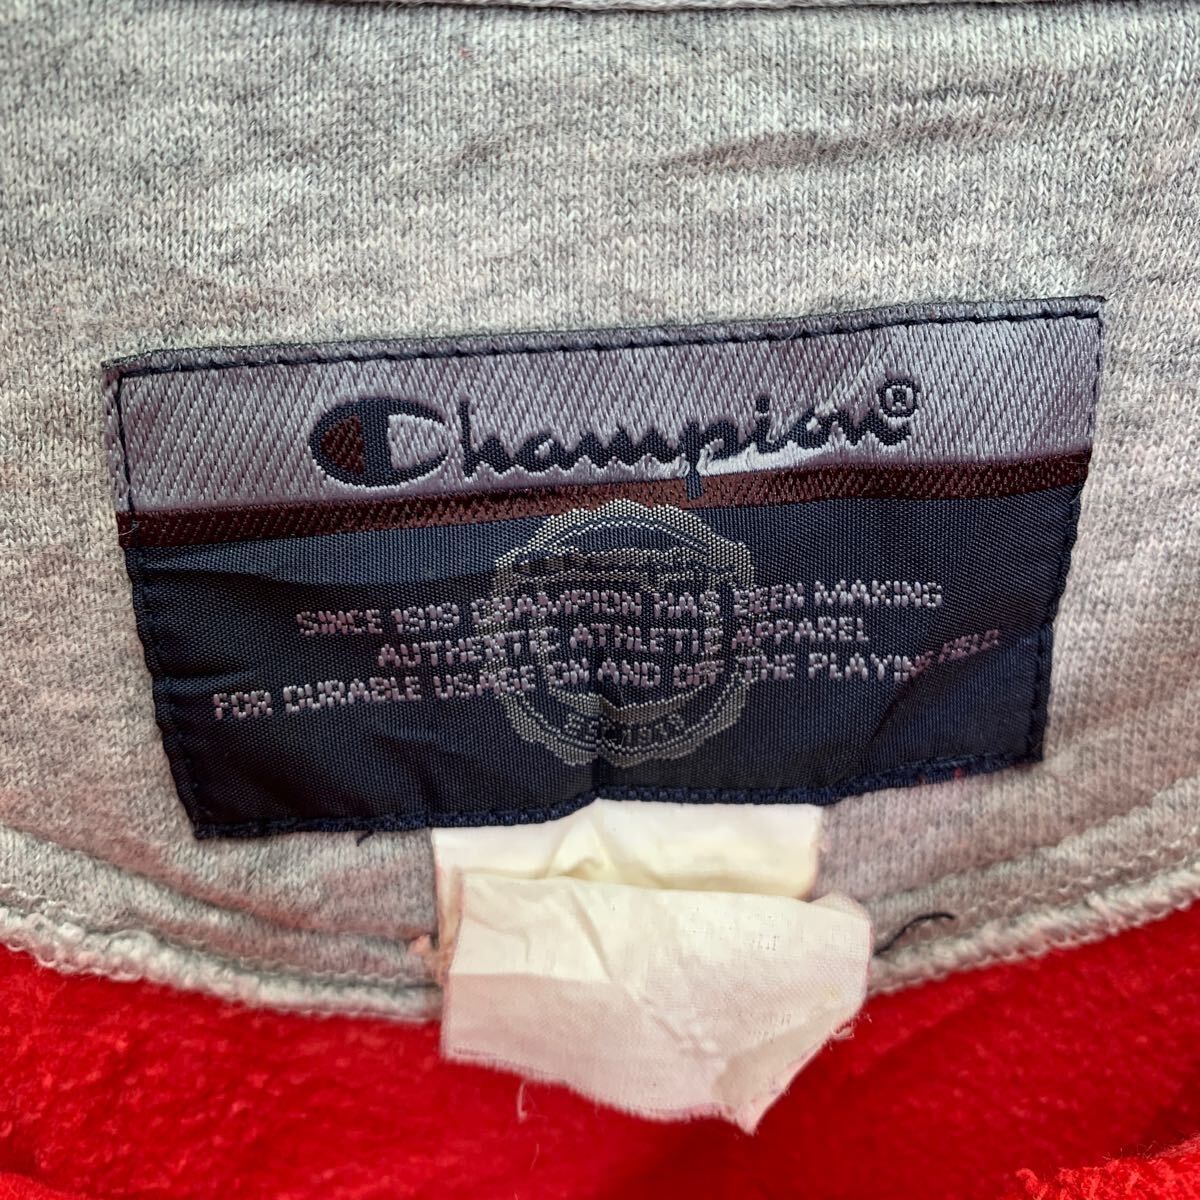 Champion®
SINCE 1919 CHAMPION HAS BEEN MAKING
AUTHENTIC ATHLETIC APPAREL
FOR DURABLE USAGE ON AND OFF THE PLAYING FIELD